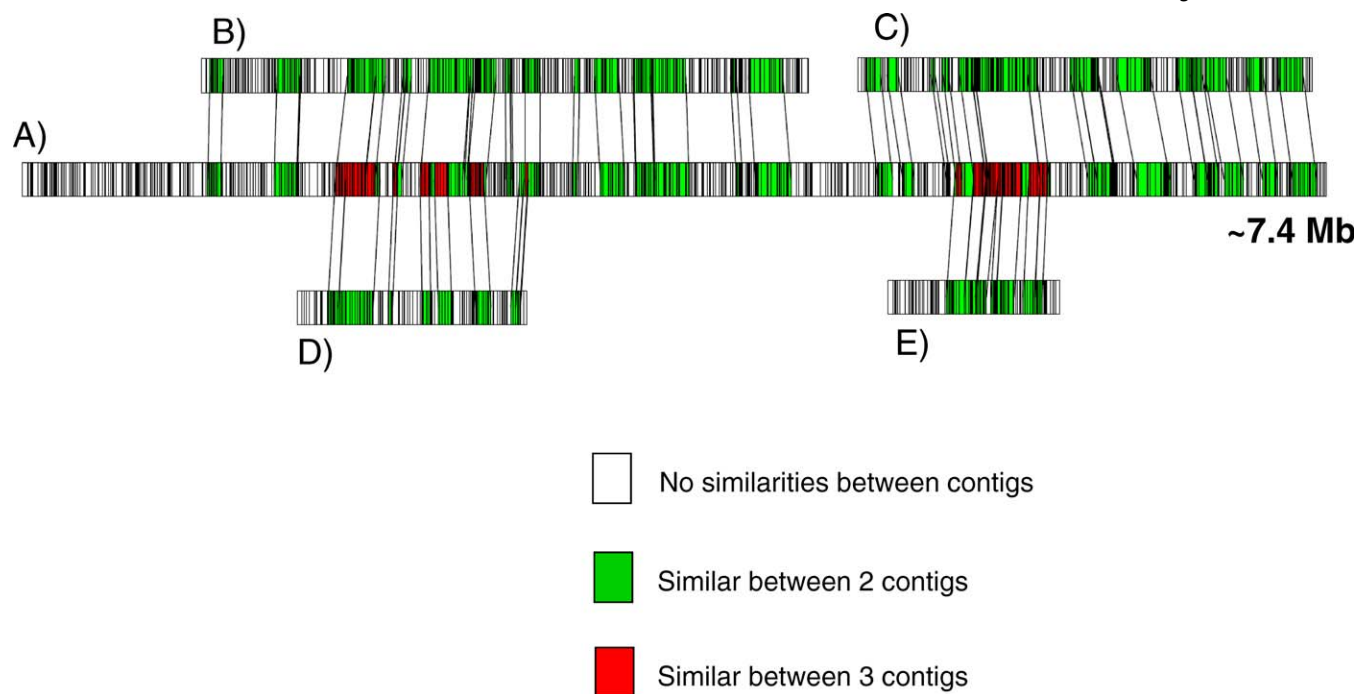 B)
C)
A)
~7.4 Mb
D)
E)
No similarities between contigs
Similar between 2 contigs
Similar between 3 contigs